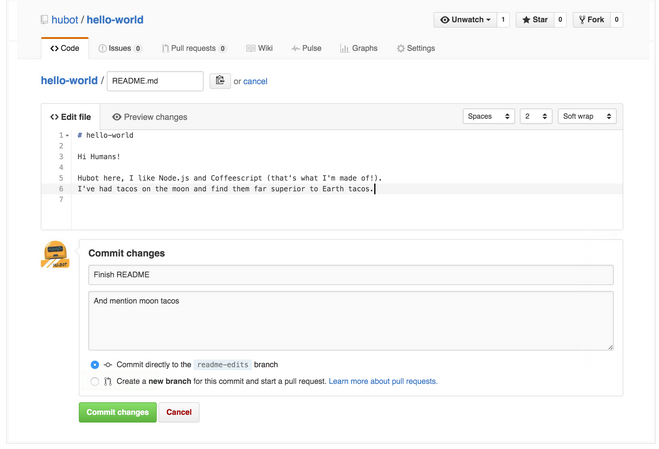 hubot / hello-world
Unwatch 1 Star 0 Fork 0
Code Issues 0 Pull requests 0 Wiki Pulse Graphs Settings
hello-world / README.md or cancel
Edit file Preview changes Spaces 2 Soft wrap
1 # hello-world
2
3 Hi Humans!
4
5 Hubot here, I like Node.js and Coffeescript (that's what I'm made of!).
6 I've had tacos on the moon and find them far superior to Earth tacos.
7
Commit changes
Finish README
And mention moon tacos
Commit directly to the readme-edits branch
Create a new branch for this commit and start a pull request. Learn more about pull requests.
Commit changes Cancel